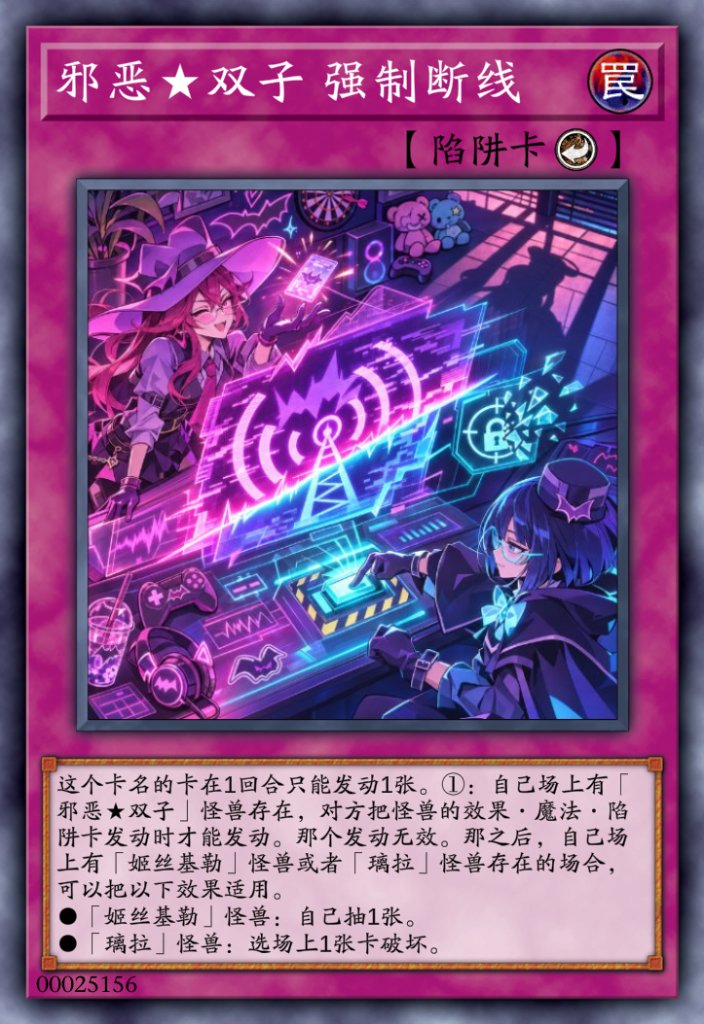 邪恶★双子 强制断线
罠
【陷阱卡】
这个卡名的卡在1回合只能发动1张。①：自己场上有「
邪恶★双子」怪兽存在，对方把怪兽的效果·魔法·陷
阱卡发动时才能发动。那个发动无效。那之后，自己场
上有「姬丝基勒」怪兽或者「璃拉」怪兽存在的场合，
可以把以下效果适用。
●「姬丝基勒」怪兽：自己抽1张。
●「璃拉」怪兽：选场上1张卡破坏。
00025156